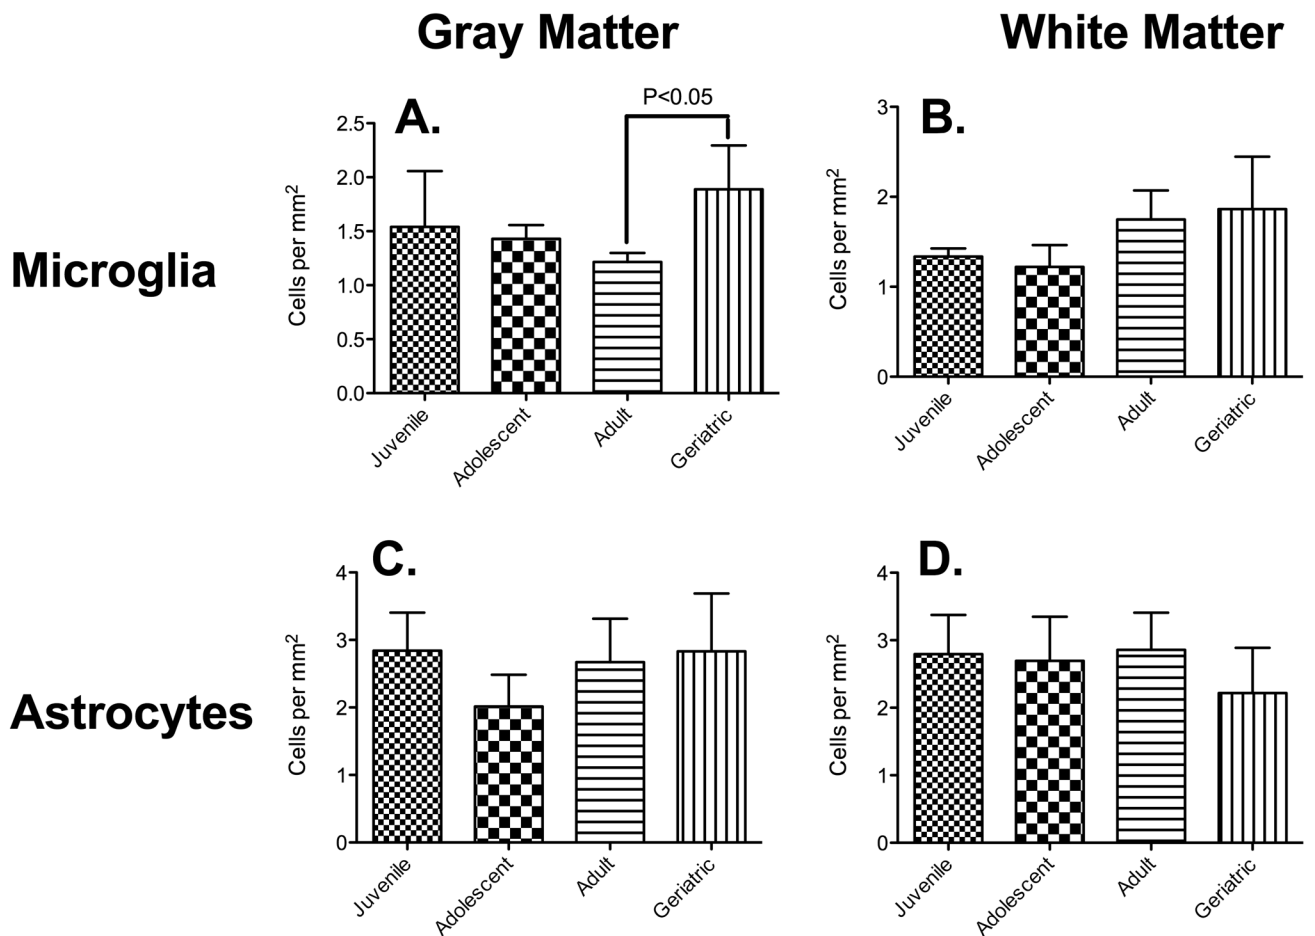 Gray Matter
White Matter
Microglia
A.
P<0.05
2.5
2.0
1.5
1.0
0.5
0.0
Cells per mm²
Juvenile
Adolescent
Adult
Geriatric
B.
3
2
1
0
Cells per mm²
Juvenile
Adolescent
Adult
Geriatric
Astrocytes
C.
4
3
2
1
0
Cells per mm²
Juvenile
Adolescent
Adult
Geriatric
D.
4
3
2
1
0
Cells per mm²
Juvenile
Adolescent
Adult
Geriatric